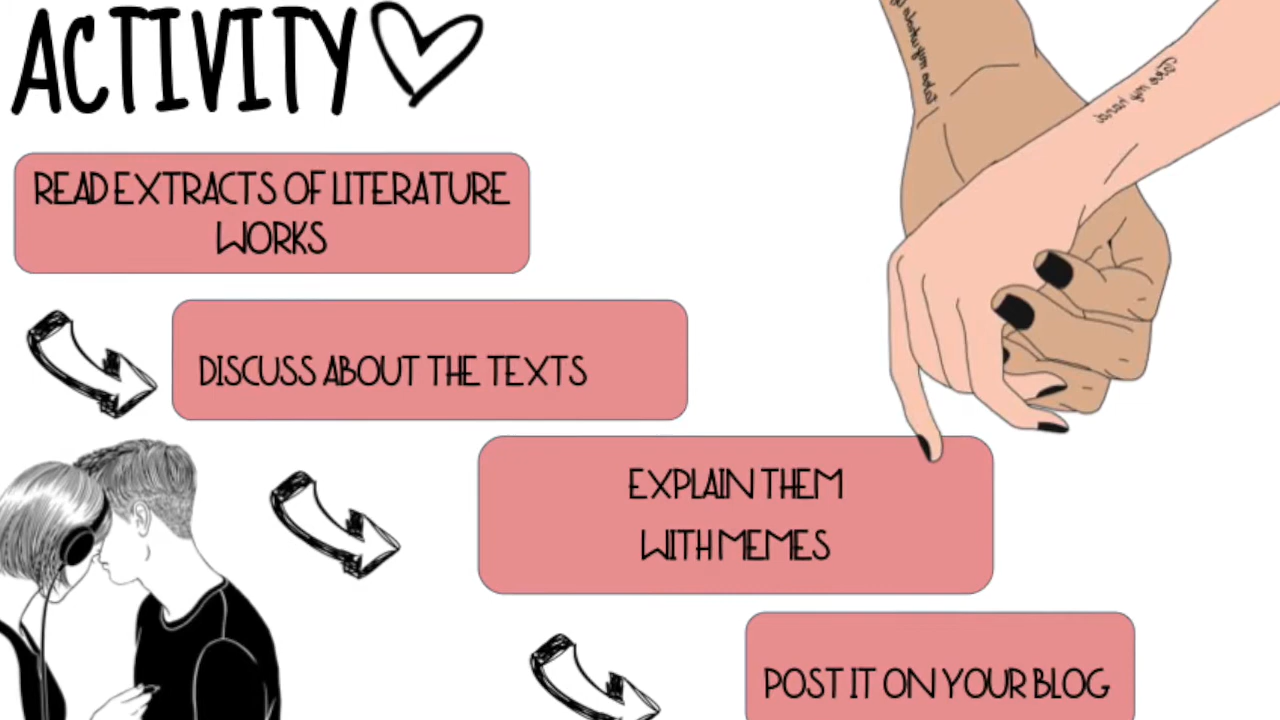 ACTIVITY
READ EXTRACTS OF LITERATURE
WORKS
DISCUSS ABOUT THE TEXTS
EXPLAIN THEM
WITH MEMES
POST IT ON YOUR BLOG